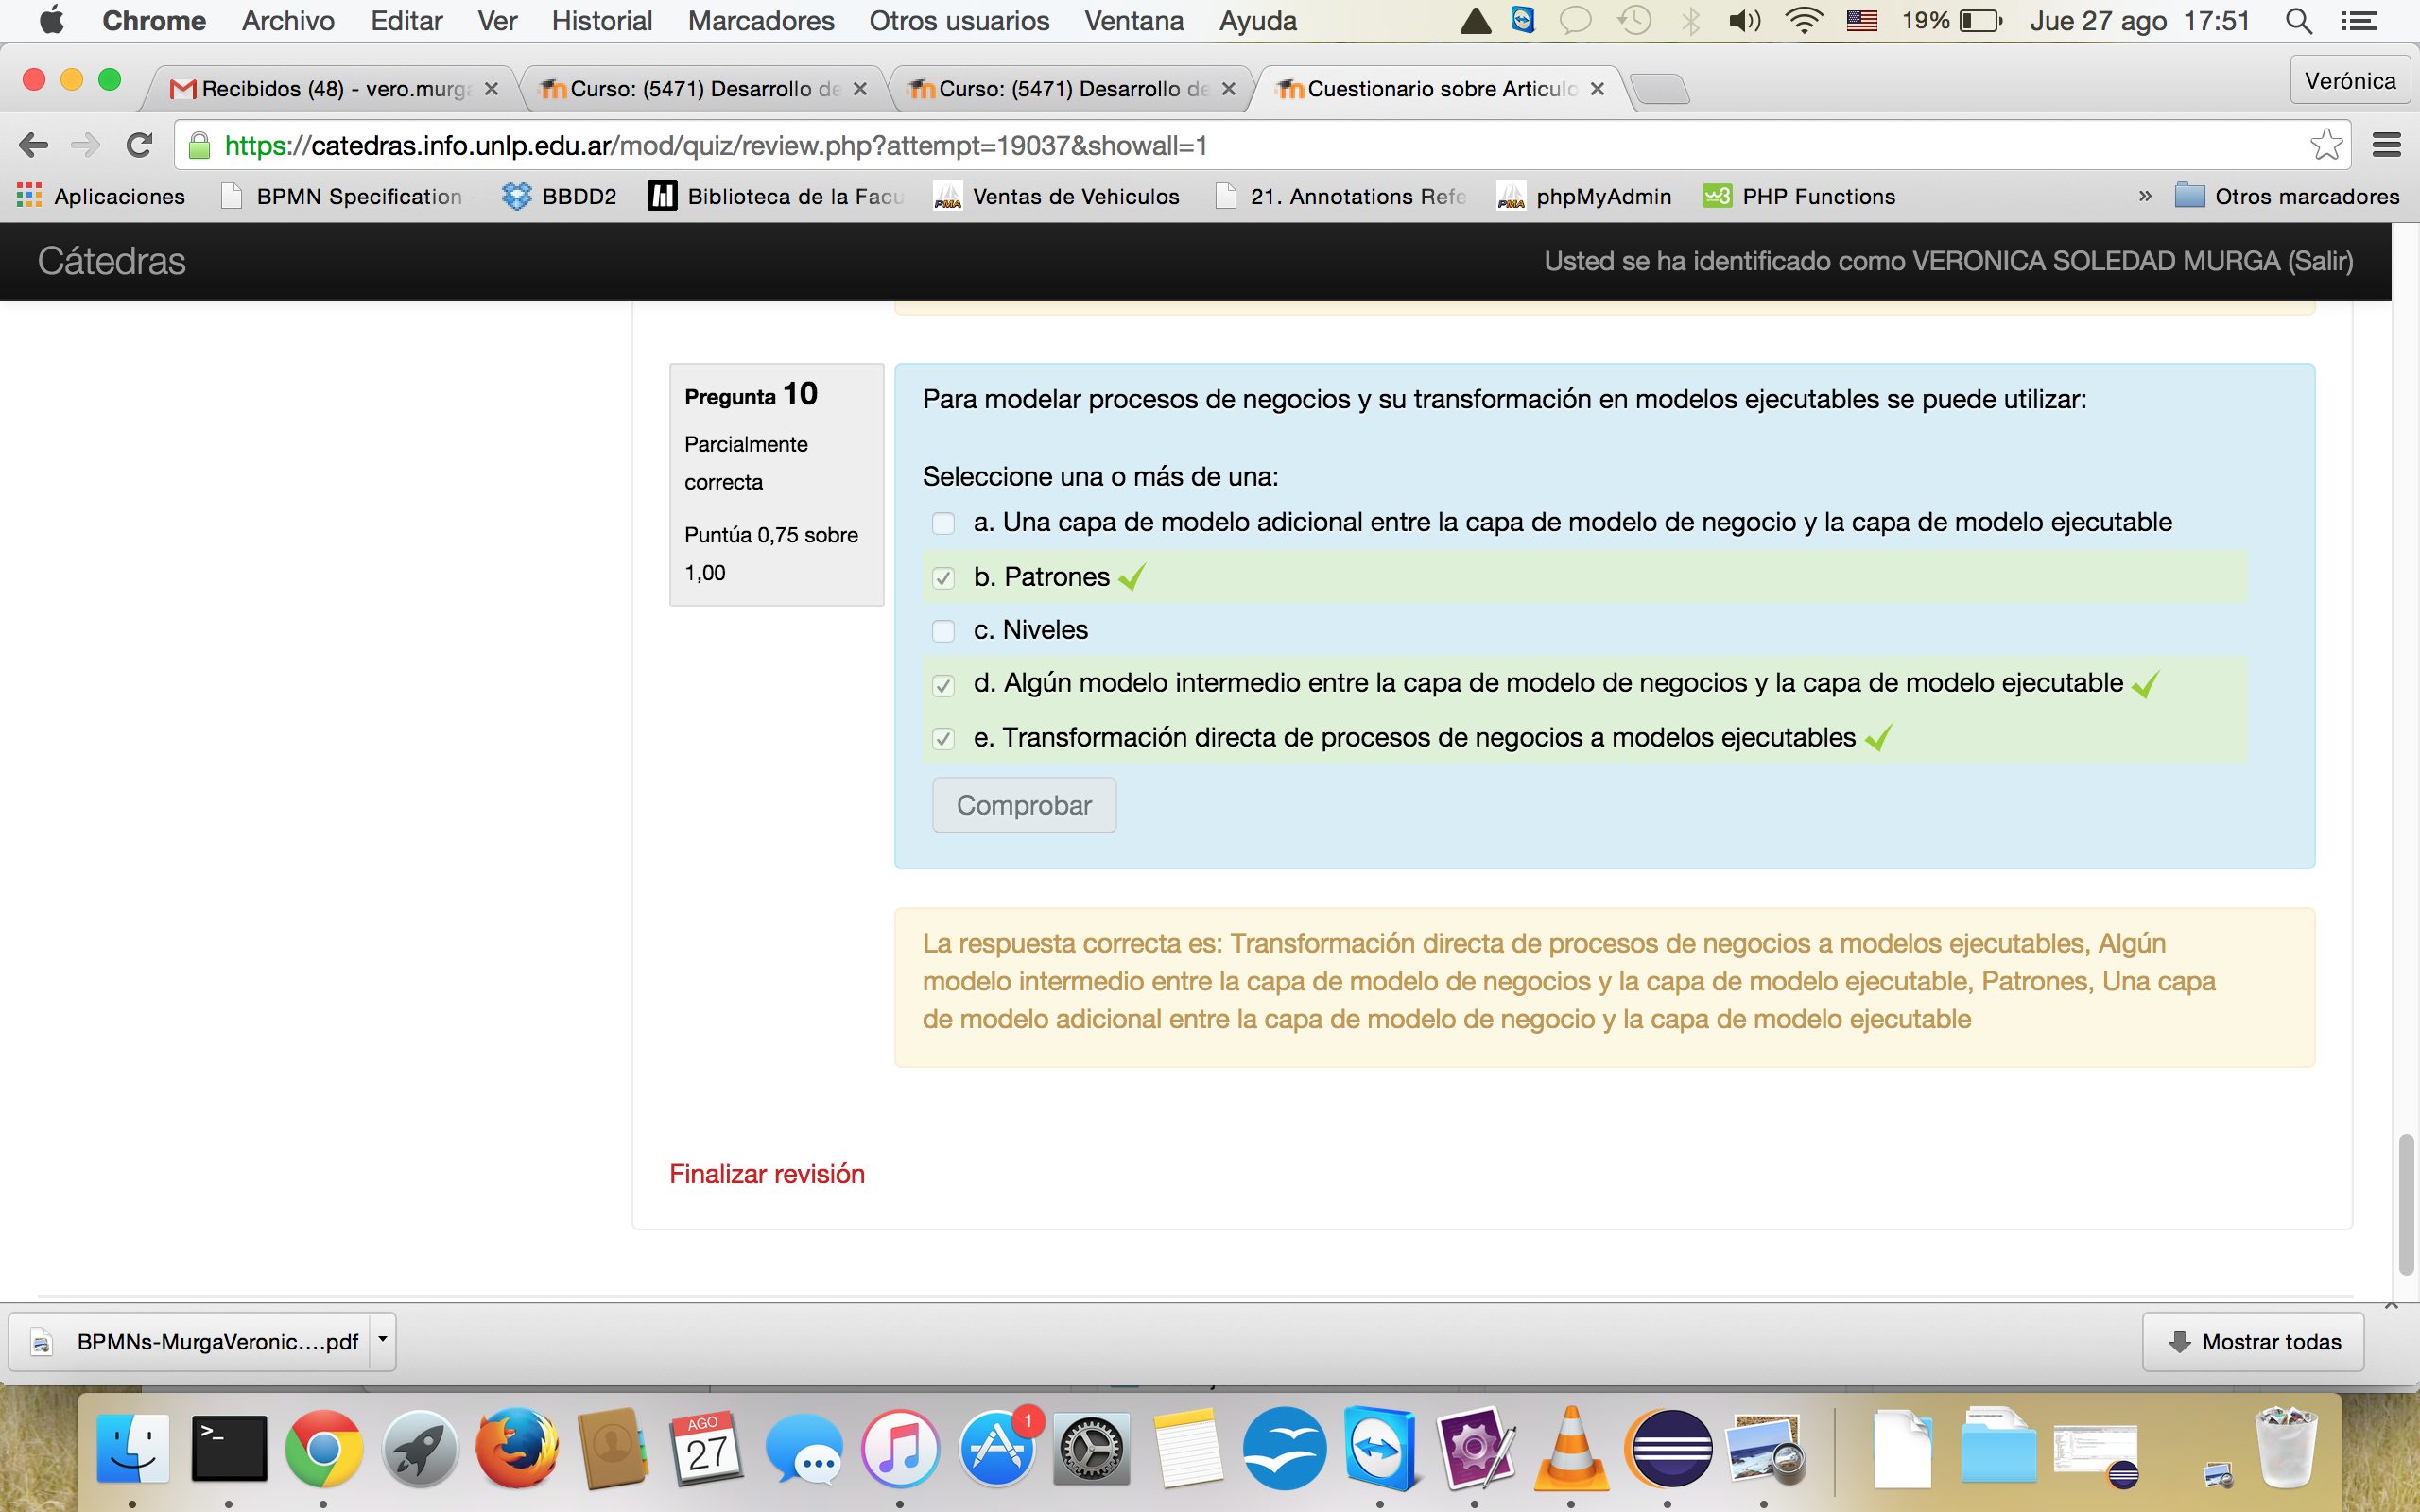 Chrome Archivo Editar Ver Historial Marcadores Otros usuarios Ventana Ayuda 19% Jue 27 ago 17:51
Recibidos (48) - vero.murga Curso: (5471) Desarrollo de Curso: (5471) Desarrollo de Cuestionario sobre Articulo Verónica
https://catedras.info.unlp.edu.ar/mod/quiz/review.php?attempt=19037&showall=1
Aplicaciones BPMN Specification BBDD2 Biblioteca de la Facu PMA Ventas de Vehiculos 21. Annotations Refe PMA phpMyAdmin w3 PHP Functions » Otros marcadores
Cátedras Usted se ha identificado como VERONICA SOLEDAD MURGA (Salir)
Pregunta 10
Parcialmente
correcta
Puntúa 0,75 sobre
1,00
Para modelar procesos de negocios y su transformación en modelos ejecutables se puede utilizar:
Seleccione una o más de una:
a. Una capa de modelo adicional entre la capa de modelo de negocio y la capa de modelo ejecutable
b. Patrones
c. Niveles
d. Algún modelo intermedio entre la capa de modelo de negocios y la capa de modelo ejecutable
e. Transformación directa de procesos de negocios a modelos ejecutables
Comprobar
La respuesta correcta es: Transformación directa de procesos de negocios a modelos ejecutables, Algún
modelo intermedio entre la capa de modelo de negocios y la capa de modelo ejecutable, Patrones, Una capa
de modelo adicional entre la capa de modelo de negocio y la capa de modelo ejecutable
Finalizar revisión
BPMNs-MurgaVeronic....pdf Mostrar todas
>_
AGO
27
1